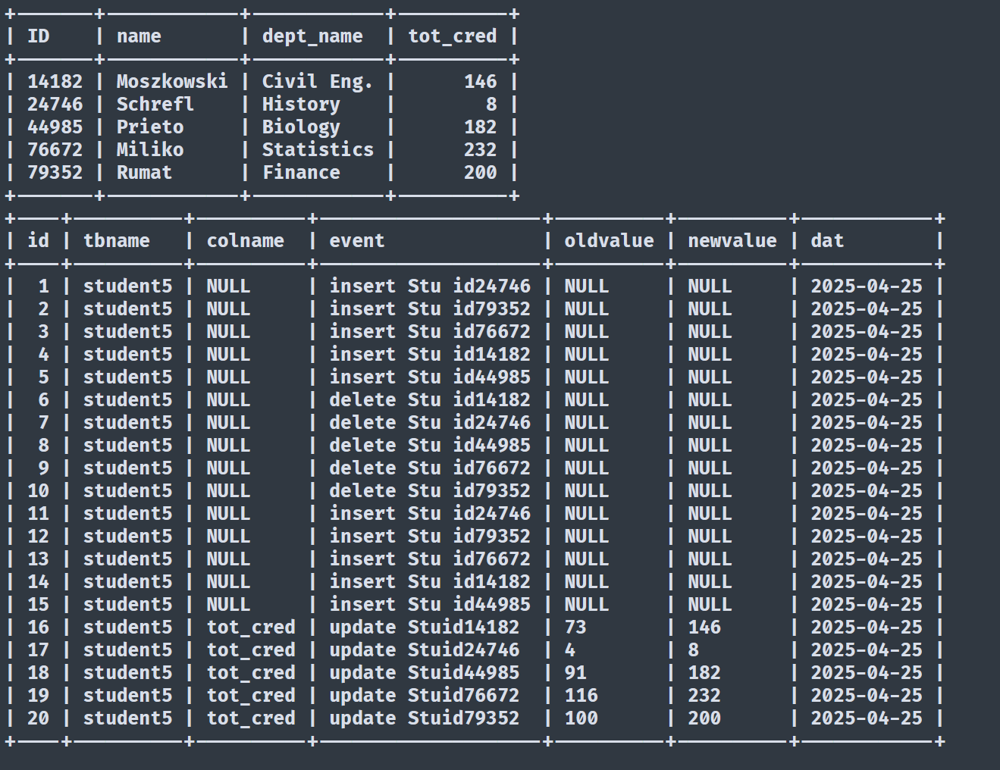 +-------+------------+------------+----------+
| ID    | name       | dept_name  | tot_cred |
+-------+------------+------------+----------+
| 14182 | Moszkowski | Civil Eng. |      146 |
| 24746 | Schrefl    | History    |        8 |
| 44985 | Prieto     | Biology    |      182 |
| 76672 | Miliko     | Statistics |      232 |
| 79352 | Rumat      | Finance    |      200 |
+-------+------------+------------+----------+
+----+----------+----------+--------------------+----------+----------+------------+
| id | tbname   | colname  | event              | oldvalue | newvalue | dat        |
+----+----------+----------+--------------------+----------+----------+------------+
|  1 | student5 | NULL     | insert Stu id24746 | NULL     | NULL     | 2025-04-25 |
|  2 | student5 | NULL     | insert Stu id79352 | NULL     | NULL     | 2025-04-25 |
|  3 | student5 | NULL     | insert Stu id76672 | NULL     | NULL     | 2025-04-25 |
|  4 | student5 | NULL     | insert Stu id14182 | NULL     | NULL     | 2025-04-25 |
|  5 | student5 | NULL     | insert Stu id44985 | NULL     | NULL     | 2025-04-25 |
|  6 | student5 | NULL     | delete Stu id14182 | NULL     | NULL     | 2025-04-25 |
|  7 | student5 | NULL     | delete Stu id24746 | NULL     | NULL     | 2025-04-25 |
|  8 | student5 | NULL     | delete Stu id44985 | NULL     | NULL     | 2025-04-25 |
|  9 | student5 | NULL     | delete Stu id76672 | NULL     | NULL     | 2025-04-25 |
| 10 | student5 | NULL     | delete Stu id79352 | NULL     | NULL     | 2025-04-25 |
| 11 | student5 | NULL     | insert Stu id24746 | NULL     | NULL     | 2025-04-25 |
| 12 | student5 | NULL     | insert Stu id79352 | NULL     | NULL     | 2025-04-25 |
| 13 | student5 | NULL     | insert Stu id76672 | NULL     | NULL     | 2025-04-25 |
| 14 | student5 | NULL     | insert Stu id14182 | NULL     | NULL     | 2025-04-25 |
| 15 | student5 | NULL     | insert Stu id44985 | NULL     | NULL     | 2025-04-25 |
| 16 | student5 | tot_cred | update Stuid14182  | 73       | 146      | 2025-04-25 |
| 17 | student5 | tot_cred | update Stuid24746  | 4        | 8        | 2025-04-25 |
| 18 | student5 | tot_cred | update Stuid44985  | 91       | 182      | 2025-04-25 |
| 19 | student5 | tot_cred | update Stuid76672  | 116      | 232      | 2025-04-25 |
| 20 | student5 | tot_cred | update Stuid79352  | 100      | 200      | 2025-04-25 |
+----+----------+----------+--------------------+----------+----------+------------+